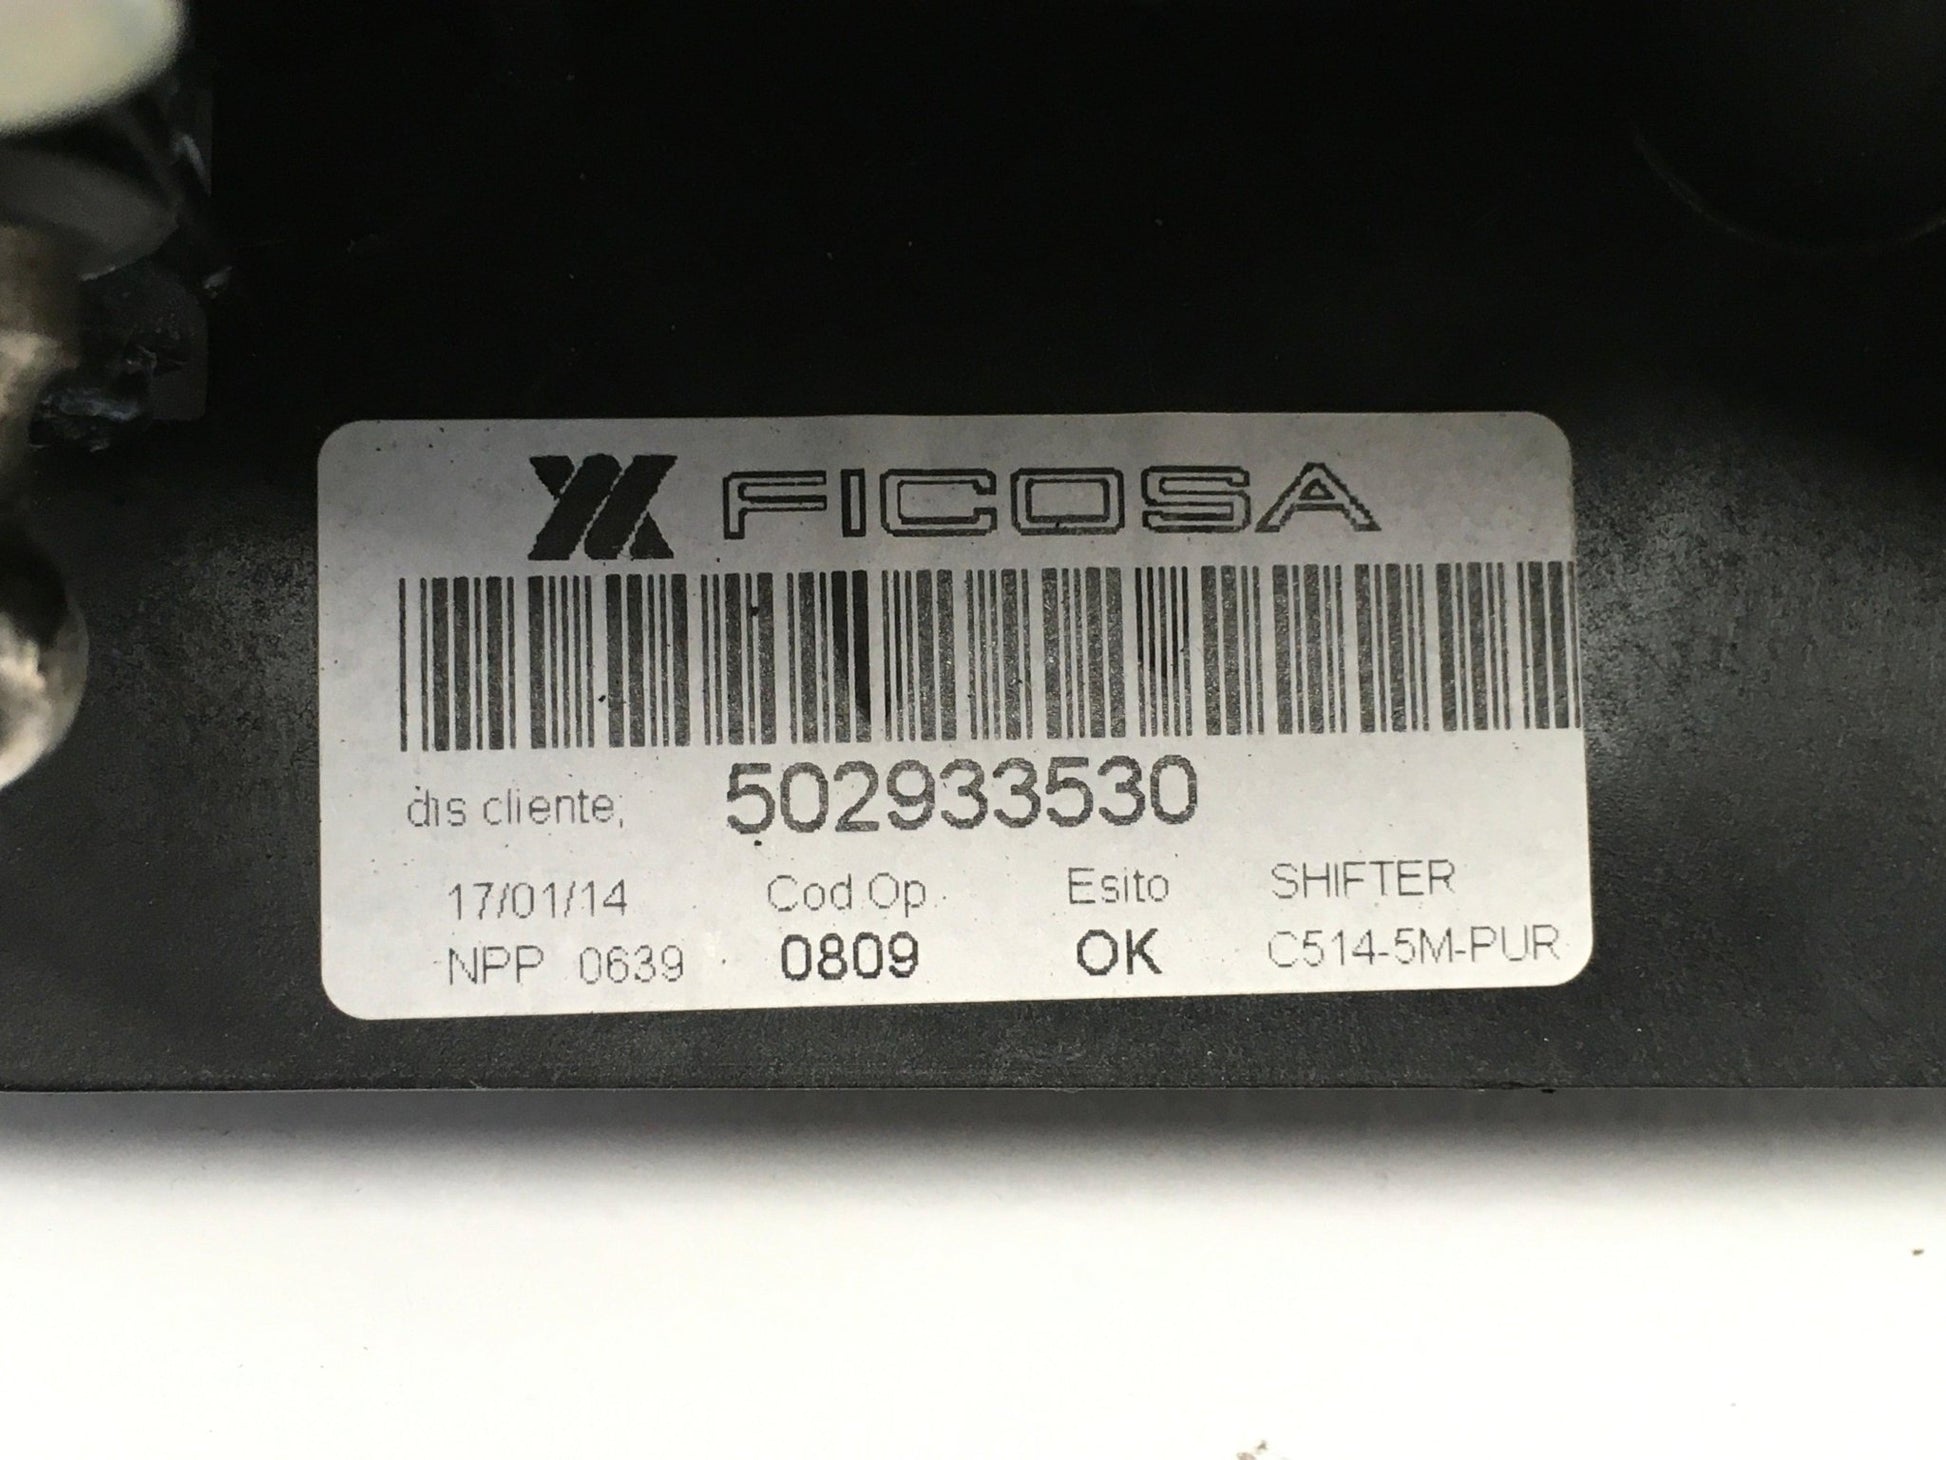 FICOSA
dis cliente; 502933530
17/01/14 Cod.Op. Esito SHIFTER
NPP 0639 0809 OK C514-5M-PUR